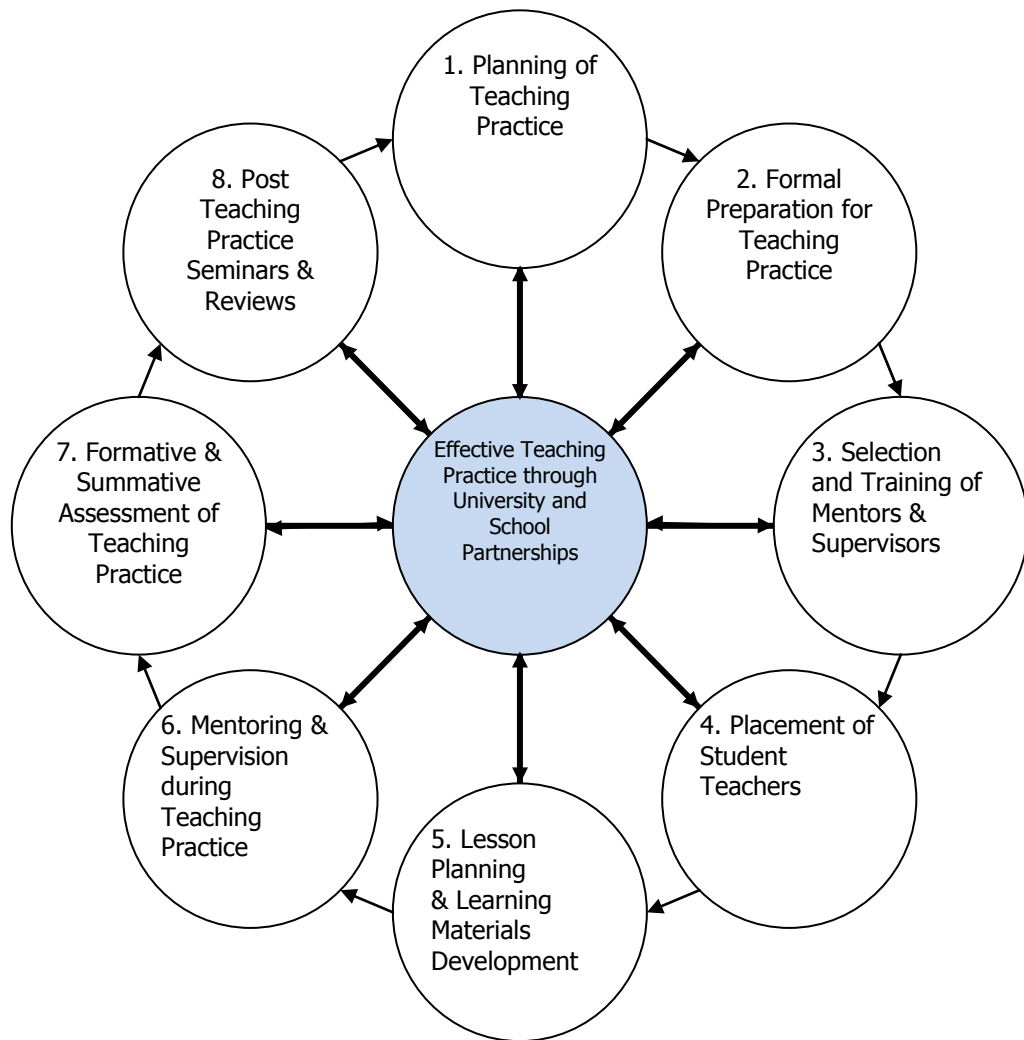 1. Planning of
Teaching
Practice
2. Formal
Preparation for
Teaching
Practice
3. Selection
and Training of
Mentors &
Supervisors
4. Placement of
Student
Teachers
5. Lesson
Planning
& Learning
Materials
Development
6. Mentoring &
Supervision
during
Teaching
Practice
7. Formative &
Summative
Assessment of
Teaching
Practice
8. Post
Teaching
Practice
Seminars &
Reviews
Effective Teaching
Practice through
University and
School
Partnerships